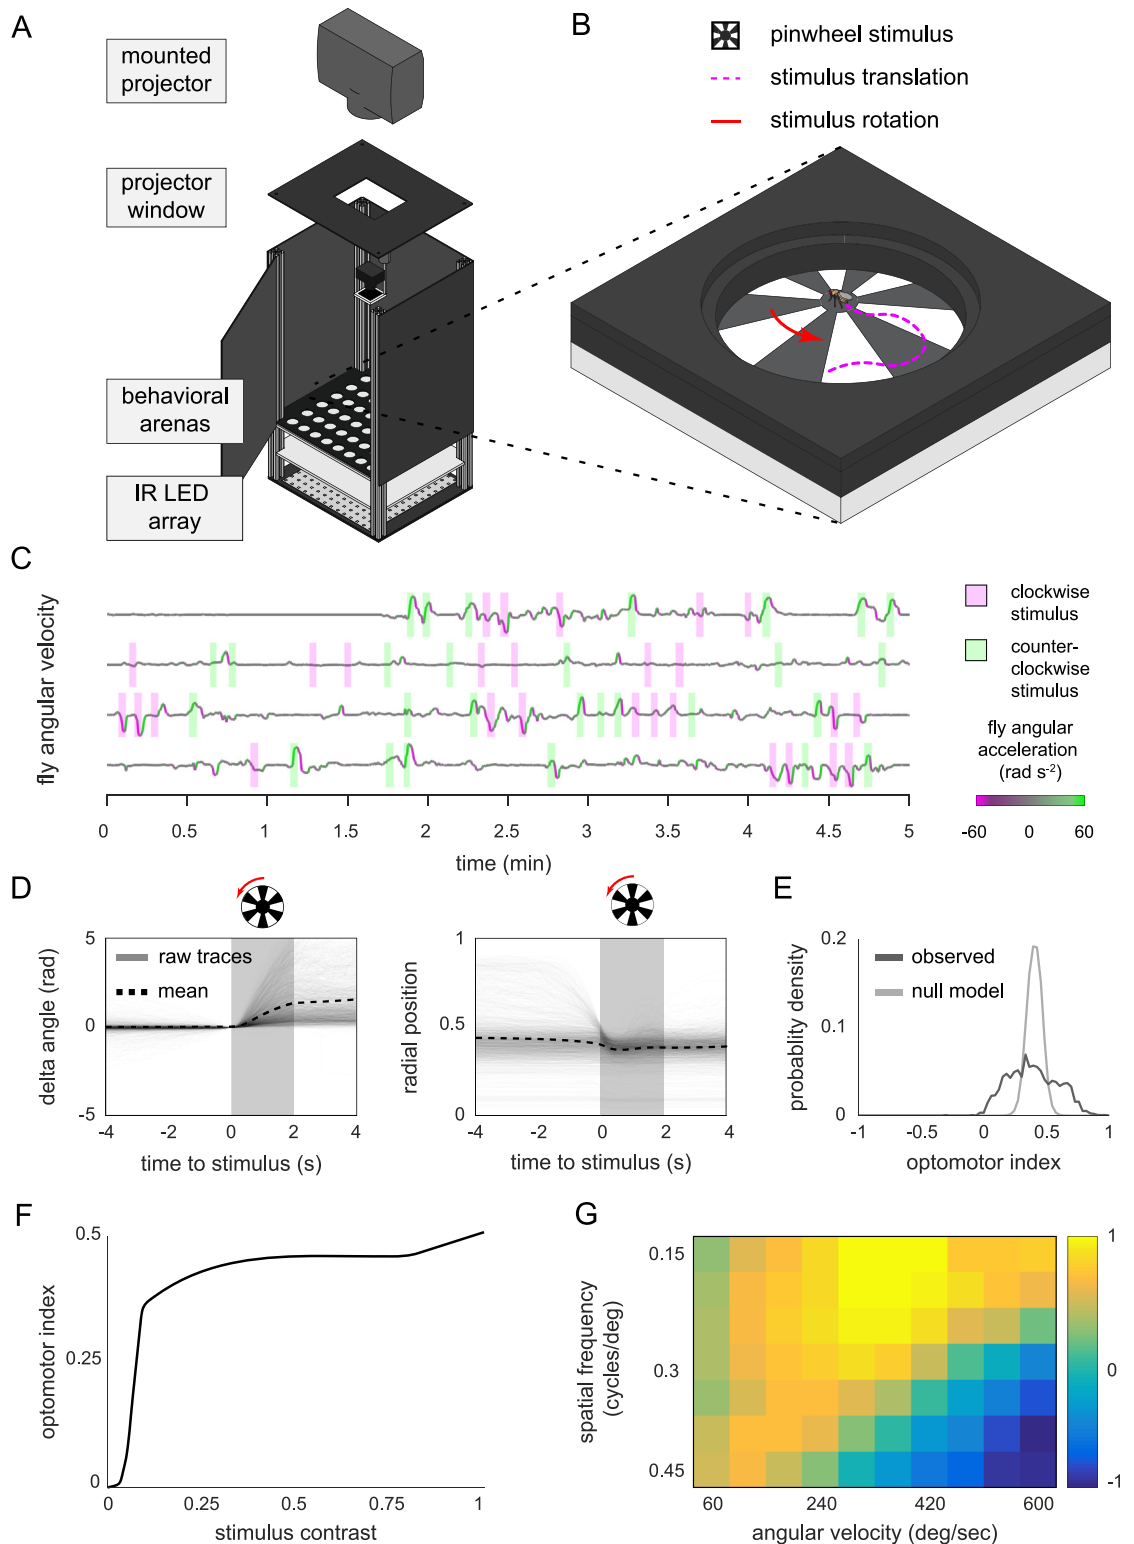 A
mounted
projector
projector
window
behavioral
arenas
IR LED
array
B
pinwheel stimulus
stimulus translation
stimulus rotation
C
fly angular velocity
0 0.5 1 1.5 2 2.5 3 3.5 4 4.5 5
time (min)
clockwise
stimulus
counter-
clockwise
stimulus
fly angular
acceleration
(rad s-2)
-60 0 60
D
delta angle (rad)
5
0
-5
raw traces
mean
-4 -2 0 2 4
time to stimulus (s)
radial position
1
0.5
0
-4 -2 0 2 4
time to stimulus (s)
E
probablity density
0.2
0.1
0
observed
null model
-1 -0.5 0 0.5 1
optomotor index
F
optomotor index
0.5
0.25
0
0 0.25 0.5 0.75 1
stimulus contrast
G
spatial frequency
(cycles/deg)
0.15
0.3
0.45
60 240 420 600
angular velocity (deg/sec)
1
0
-1